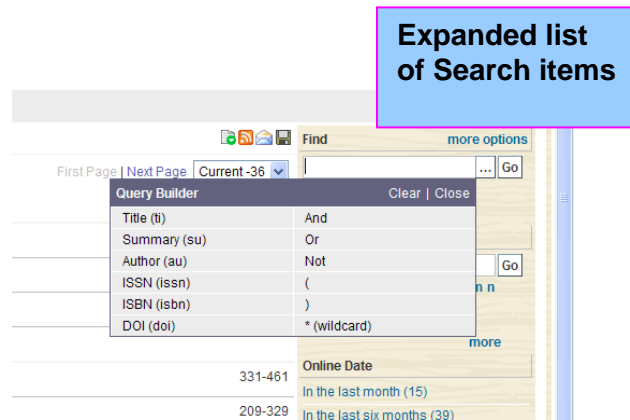 Expanded list
of Search items
Find more options
First Page | Next Page Current -36 ... Go
Query Builder Clear | Close
Title (ti) And
Summary (su) Or
Author (au) Not
Go
ISSN (issn) (
n n
ISBN (isbn) )
DOI (doi) * (wildcard)
more
Online Date
331-461
In the last month (15)
209-329 In the last six months (39)